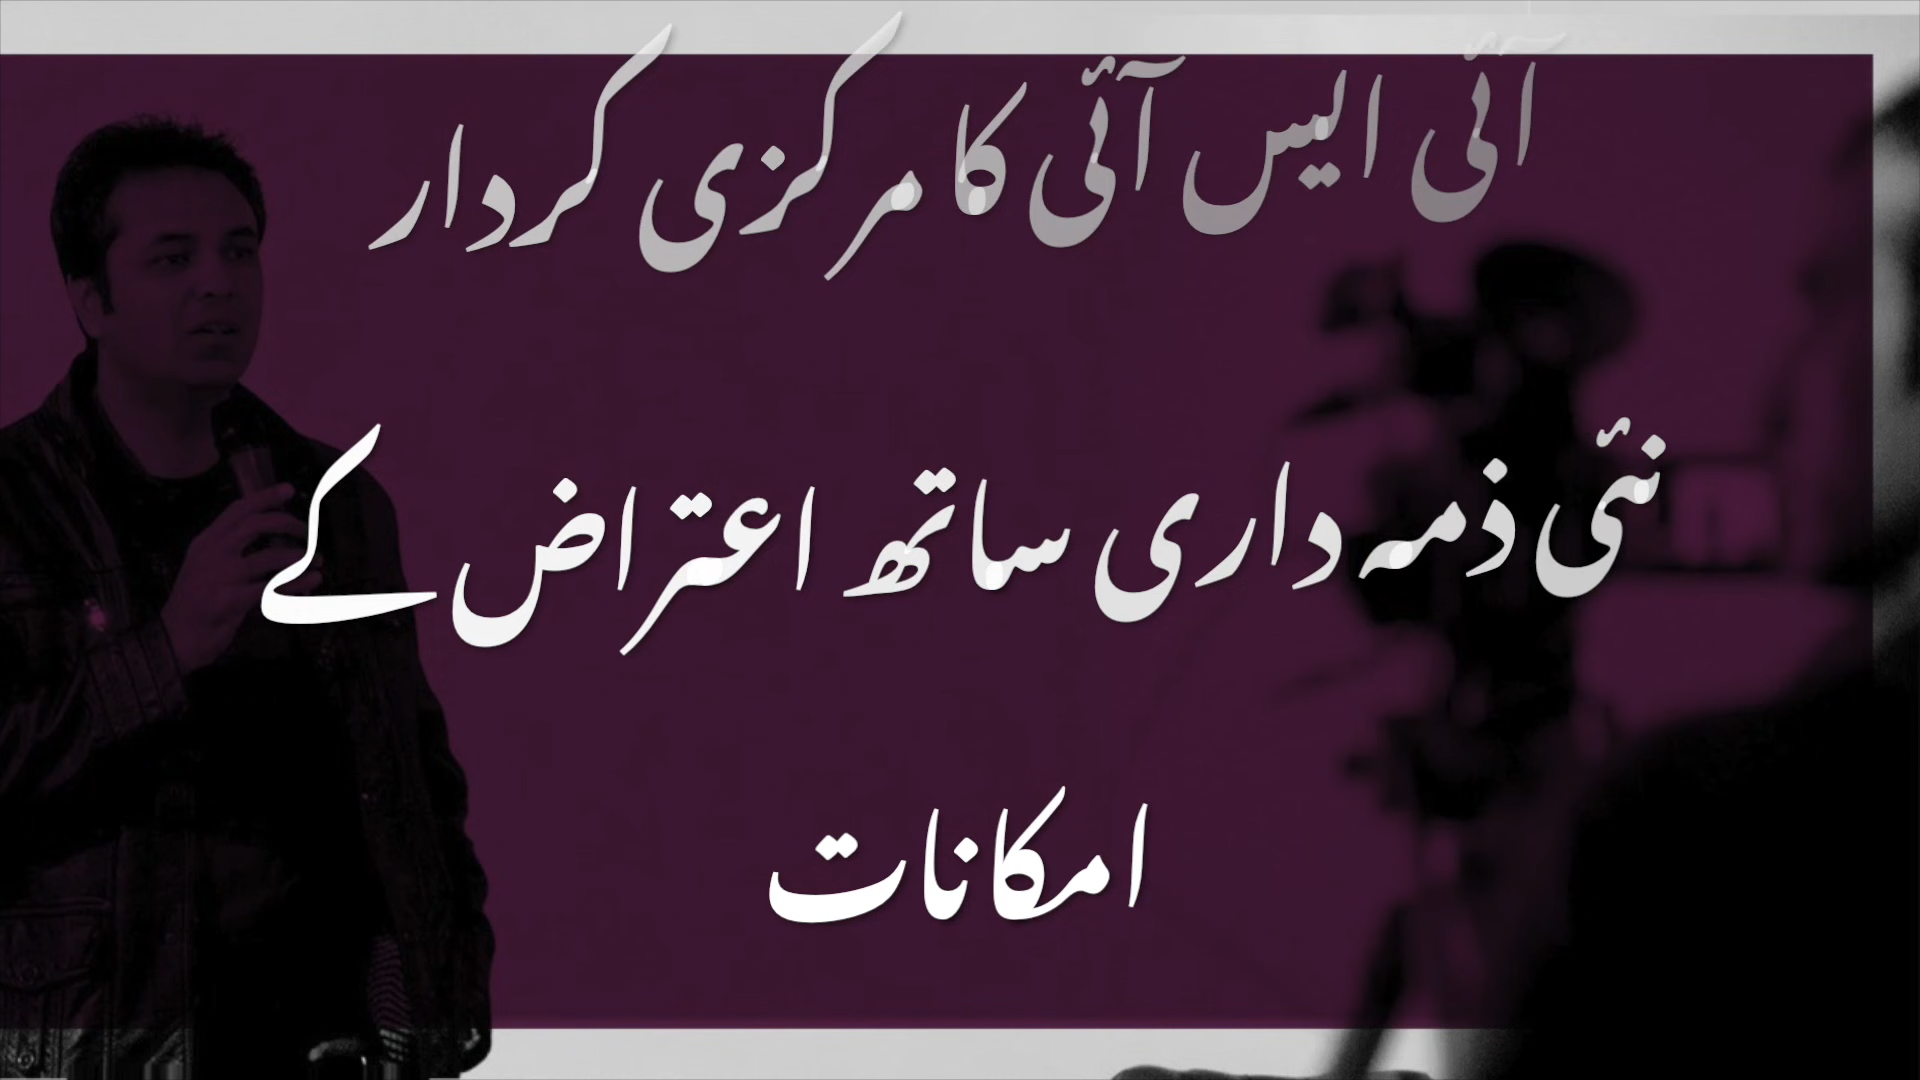 آئی ایس آئی کا مرکزی کردار
نئی ذمہ داری ساتھ اعتراض کے
امکانات